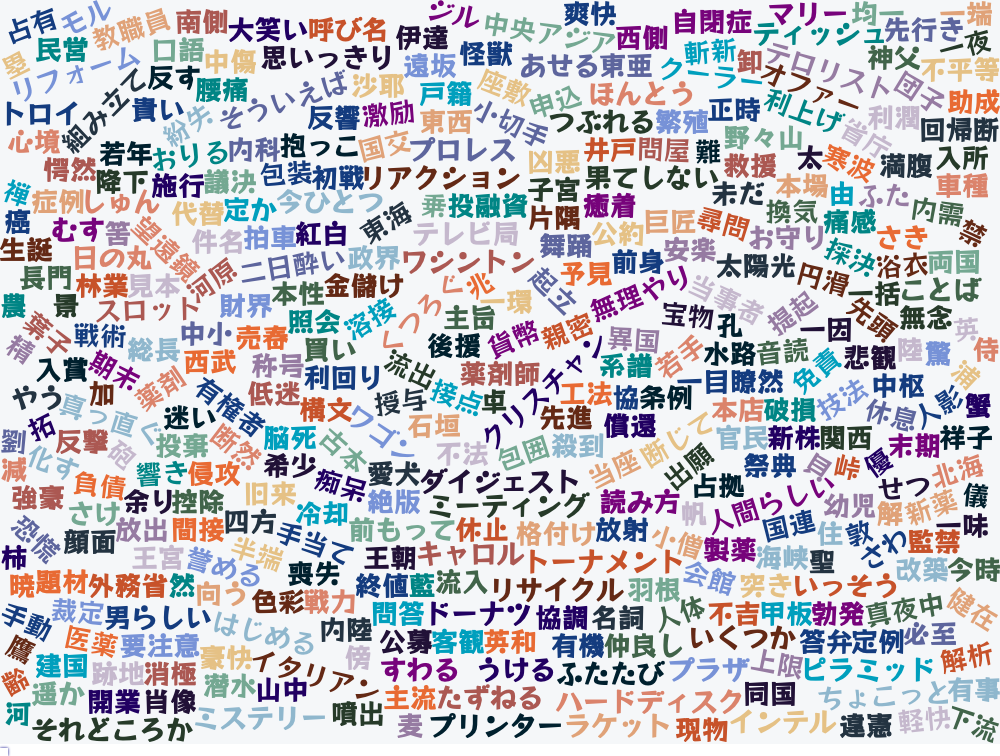 占有 モル 教職員 南側 大笑い 呼び名 伊達 ジル 中央アジア 爽快 西側 自閉症 マリー 均一 先行き 一端
塁 民営 口語 中傷 思いっきり 怪獣 ティッシュ 神父 一夜
リフォーム 組み立て 反す 腰痛 そういえば 沙耶 遠坂 座敷 あせる 東亜 斬新 クーラー 卸 オファー テロリスト 団子 不平等
トロイ 貴い 紛失 反響 激励 戸籍 東西 小切手 申込 ほんとう つぶれる 繁殖 正時 利上げ 省庁 利潤 助成 回帰断
心境 若年 おりる 内科 抱っこ 国交 プロレス 凶悪 井戸 問屋 難 野々山
愕然 降下 施行 議決 包装 初戦 リアクション 子宮 果てしない 救援 太 寒波 満腹 入所
禅 症例 しゅん 代替 定か 今ひとつ 乗 投融資 片隅 癒着 未だ 本場 由 ふた 車種
癌 むす 筈 望遠鏡 件名 拍車 紅白 東海 テレビ局 舞踊 公約 巨匠 尋問 お守り 換気 痛感 内需 禁
生誕 日の丸 河原 二日酔い 政界 ワシントン 安楽 採決 さき
長門 林業 見本 本性 金儲け くつろぐ 兆 起立 予見 前身 太陽光 円滑 浴衣 両国
農 景 スロット 財界 照会 溶接 主旨 一環 無理やり 当事者 提起 一括 ことば
菓子 戦術 中小 売春 貨幣 親密 宝物 孔 一因 先頭 無念 英
精 総長 西武 称号 買い 流出 後援 異国 若手 水路 音読 悲観 陸 驚 侍
入賞 期末 薬剤 利回り 薬剤師 クリスチャン 系譜 一目瞭然 免責 中枢 油
やう 加 真っ直ぐ 有権者 低迷 授与 接点 卓 工法 協 条例 技法 人影 蟹
拓 迷い 横文 ワゴン 石垣 先進 償還 本店 破損 休息
劉 反撃 砲 投棄 断然 脳死 古本 不法 包囲 殺到 断じて 官民 新株 関西 末期 祥子
減 化す 響き 侵攻 希少 痴呆 愛犬 ダイジェスト 当座 出願 祭典 貝 峠 優 北海
強豪 負債 余り 控除 旧来 絶版 ミーティング 読み方 占拠 人間らしい 幼児 せつ 儀
さけ 放出 間接 四方 冷却 前もって 休止 格付け 放射 帆 国連 住 敦 解 新薬 一味
恐慌 顔面 手当て 小僧 製薬 さわ 監禁
柿 王宮 誉める 半端 喪失 王朝 キャロル トーナメント 海峡 聖 改築 今時
暁 題材 外務省 然 向う 色彩 戦力 終値 藍 流入 リサイクル 羽根 会館 突き いっそう
手動 裁定 男らしい はじめる 内陸 問答 ドーナツ 協調 名詞 人体 不吉 甲板 勃発 真夜中 健在
鷹 医薬 要注意 公募 客観 英和 有機 仲良し いくつか 答弁 定例 必至
建国 跡地 消極 豪快 イタリアン 傍 すわる うける ふたたび プラザ 上限 ピラミッド 解析
齢 遥か 開業 肖像 潜水 山中 主流 たずねる ハードディスク 同国 ちょこっと 有事
河 それどころか ミステリー 噴出 麦 プリンター ラケット 現物 インテル 違憲 軽快 下流